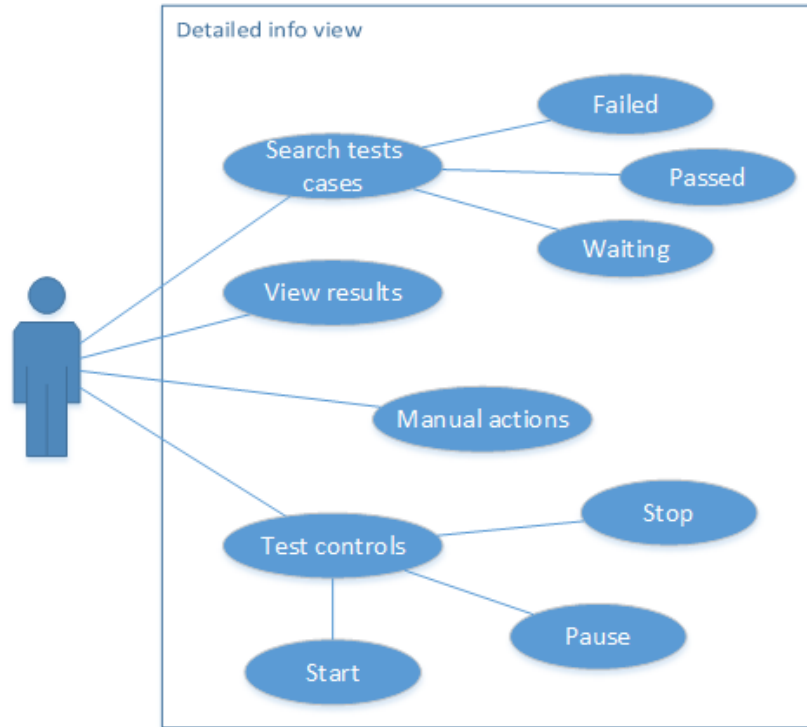 Detailed info view
Failed
Search tests
cases
Passed
Waiting
View results
Manual actions
Stop
Test controls
Pause
Start